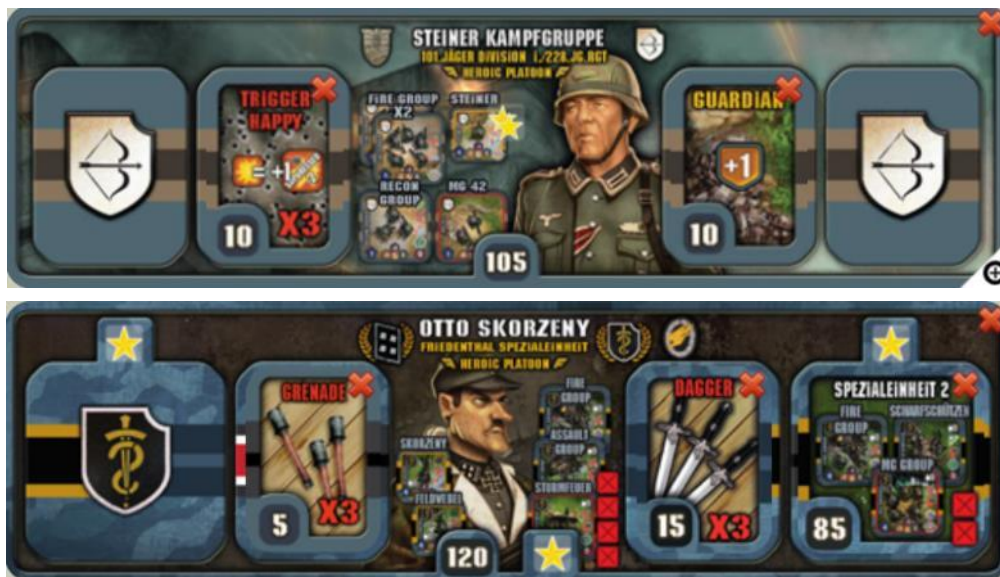 STEINER KAMPFGRUPPE
101.JÄGER DIVISION I./228.JG.RGT
HEROIC PLATOON
TRIGGER
HAPPY
= +1
X3
10
FIRE GROUP
X2
STEINER
RECON
GROUP
MG 42
105
GUARDIAN
+1
10
OTTO SKORZENY
FRIEDENTHAL SPEZIALEINHEIT
HEROIC PLATOON
GRENADE
X3
5
SKORZENY
FELDWEBEL
FIRE
GROUP
ASSAULT
GROUP
STURMFEUER
120
DAGGER
15
X3
SPEZIALEINHEIT 2
FIRE
GROUP
SCHARFSCHÜTZEN
MG GROUP
85